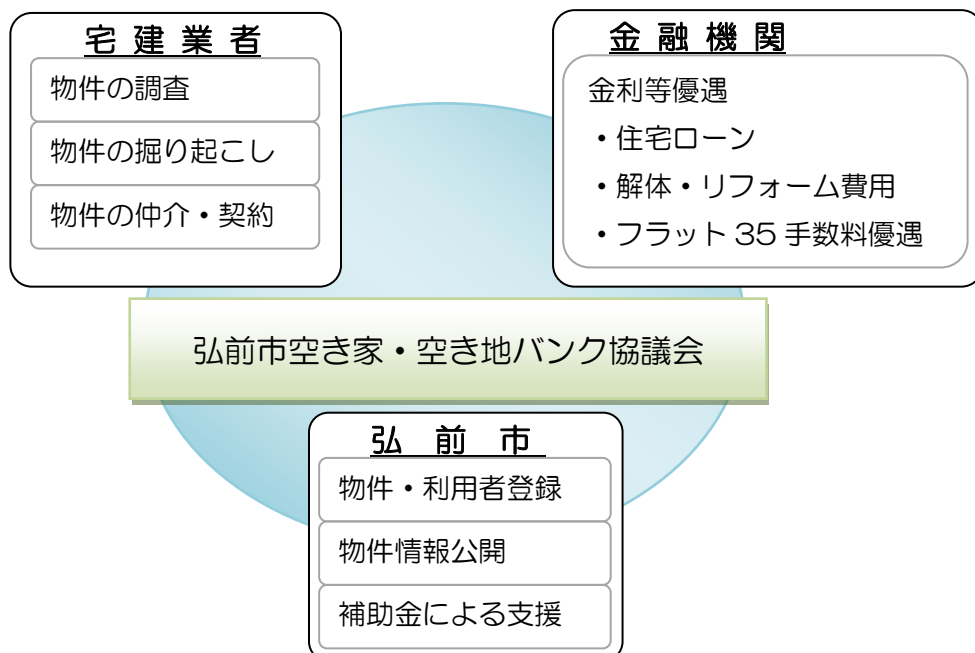 宅建業者
物件の調査
物件の掘り起こし
物件の仲介・契約
金融機関
金利等優遇
・住宅ローン
・解体・リフォーム費用
・フラット 35 手数料優遇
弘前市空き家・空き地バンク協議会
弘前市
物件・利用者登録
物件情報公開
補助金による支援